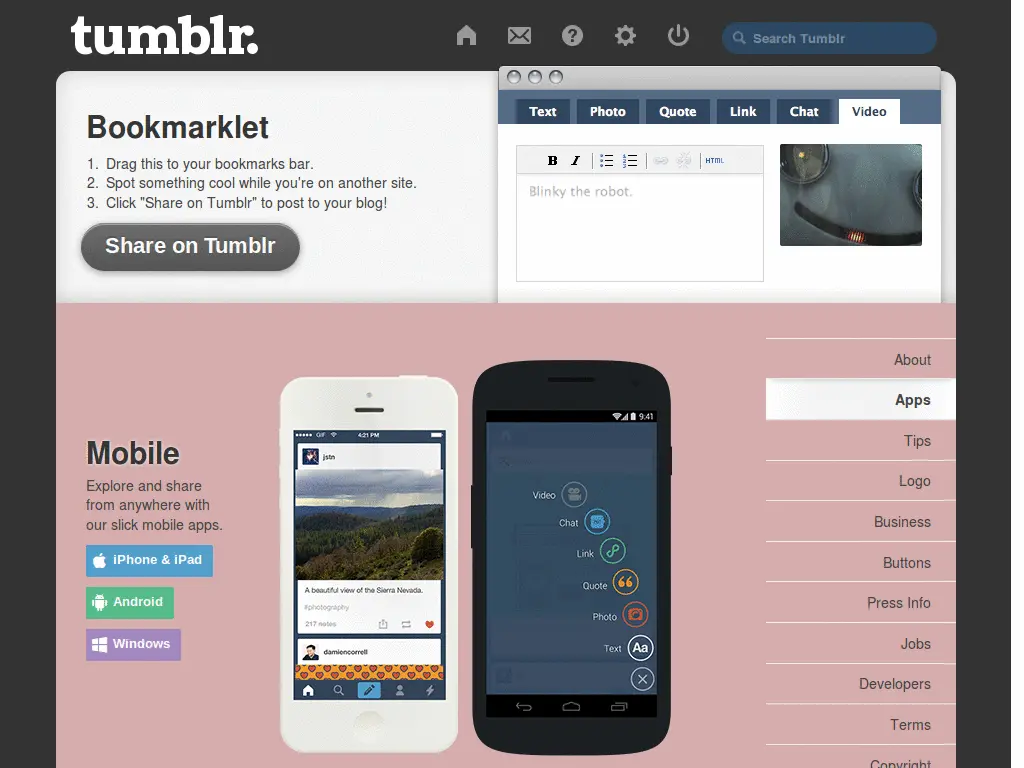 tumblr.
Search Tumblr
Bookmarklet
1. Drag this to your bookmarks bar.
2. Spot something cool while you're on another site.
3. Click "Share on Tumblr" to post to your blog!
Share on Tumblr
Text Photo Quote Link Chat Video
B I HTML
Blinky the robot.
Mobile
Explore and share
from anywhere with
our slick mobile apps.
iPhone & iPad
Android
Windows
GIF 4:21 PM
jstn
A beautiful view of the Sierra Nevada.
#photography
217 notes
damiencorrell
9:41
Video
Chat
Link
Quote
Photo
Text Aa
About
Apps
Tips
Logo
Business
Buttons
Press Info
Jobs
Developers
Terms
Copyright